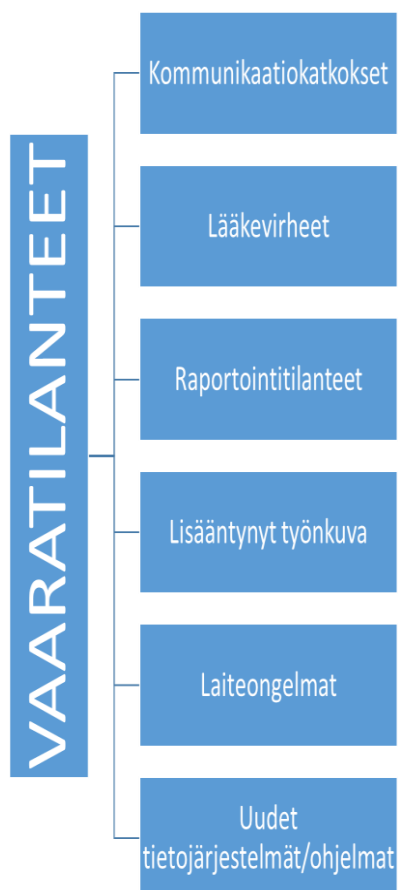 VAARATILANTEET
Kommunikaatiokatkokset
Lääkevirheet
Raportointitilanteet
Lisääntynyt työnkuva
Laiteongelmat
Uudet
tietojärjestelmät/ohjelmat